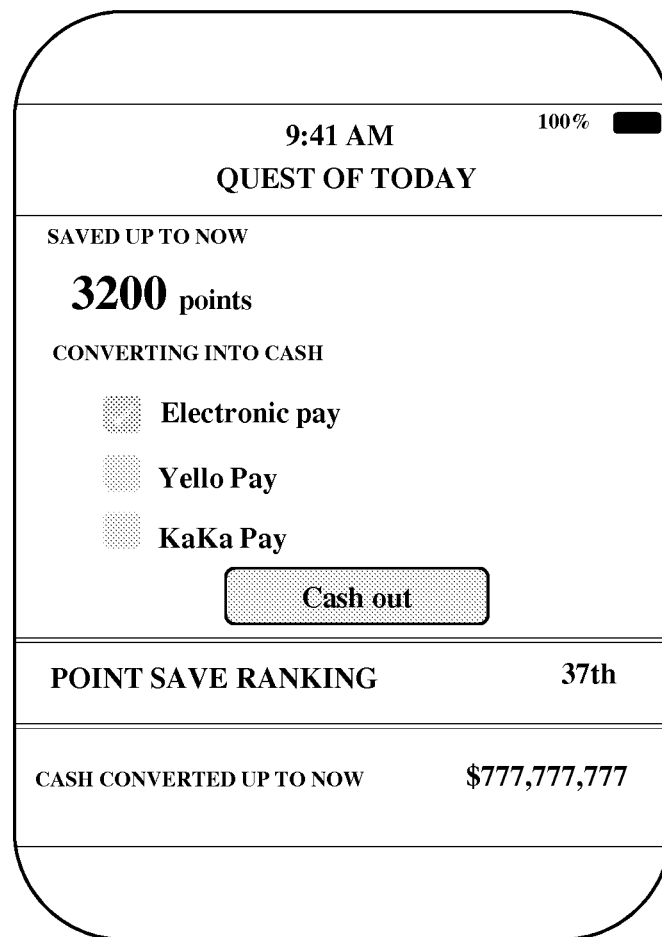 100%
9:41 AM
QUEST OF TODAY
SAVED UP TO NOW
3200 points
CONVERTING INTO CASH
Electronic pay
Yello Pay
KaKa Pay
Cash out
POINT SAVE RANKING 37th
CASH CONVERTED UP TO NOW $777,777,777